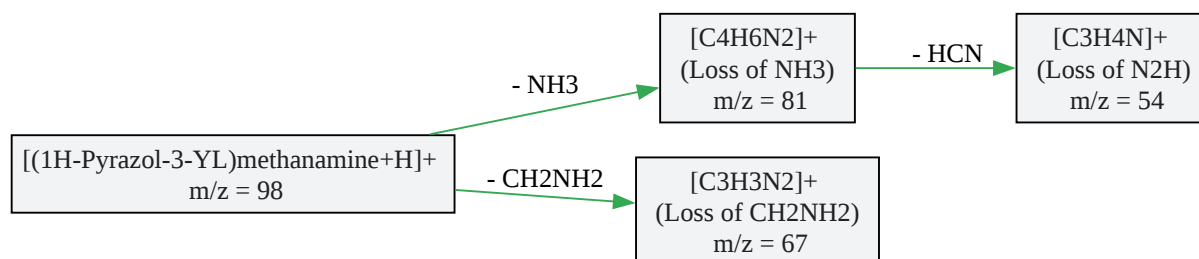 [(1H-Pyrazol-3-YL)methanamine+H]+
m/z = 98
- NH3
[C4H6N2]+
(Loss of NH3)
m/z = 81
- HCN
[C3H4N]+
(Loss of N2H)
m/z = 54
- CH2NH2
[C3H3N2]+
(Loss of CH2NH2)
m/z = 67